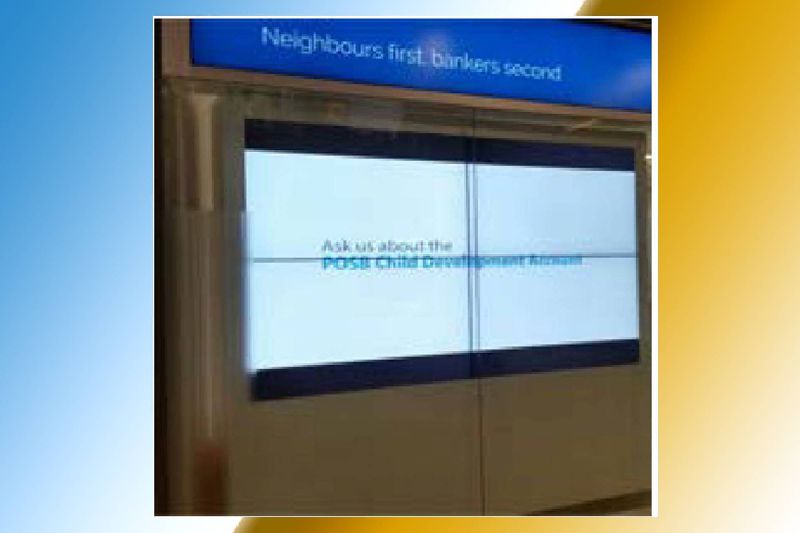 Neighbours first, bankers second
Ask us about the
POSB Child Development Account